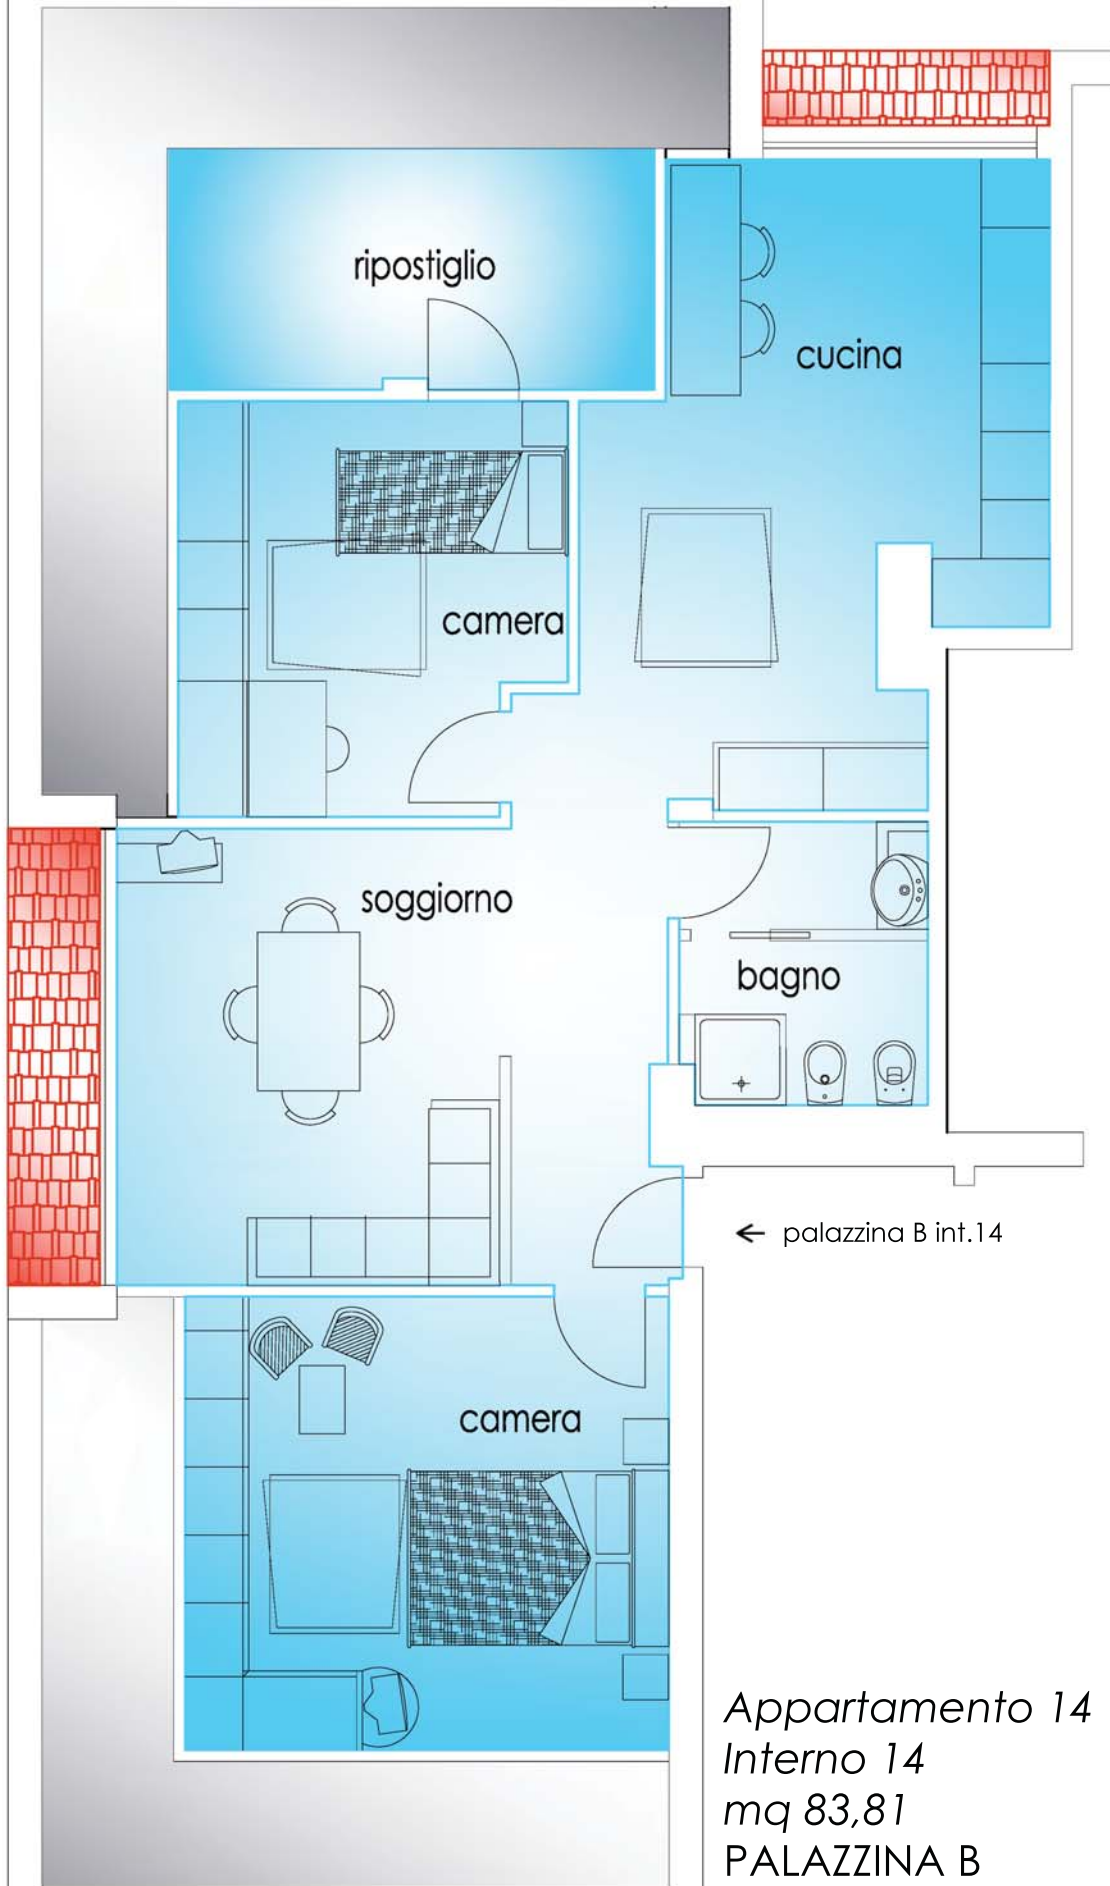 ripostiglio
cucina
camera
soggiorno
bagno
← palazzina B int.14
camera
Appartamento 14
Interno 14
mq 83,81
PALAZZINA B